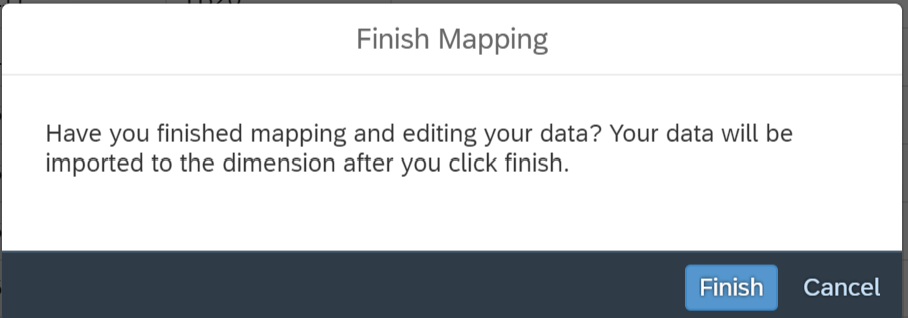 Finish Mapping
Have you finished mapping and editing your data? Your data will be
imported to the dimension after you click finish.
Finish
Cancel